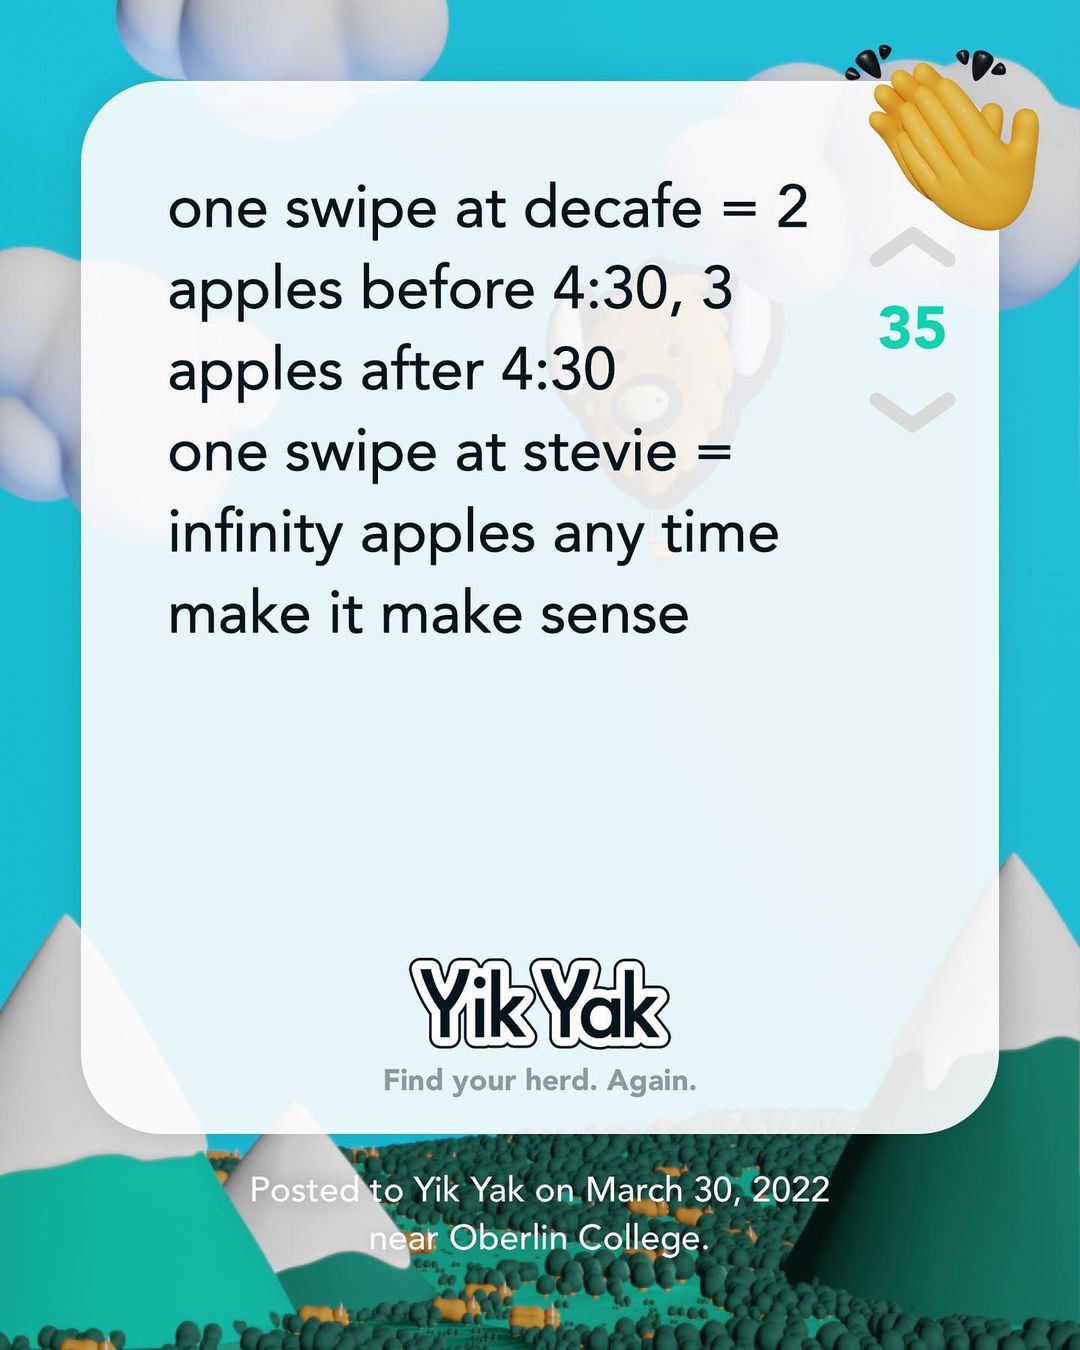 one swipe at decafe = 2
apples before 4:30, 3
apples after 4:30
one swipe at stevie =
infinity apples any time
make it make sense
35
Yik Yak
Find your herd. Again.
Posted to Yik Yak on March 30, 2022
near Oberlin College.